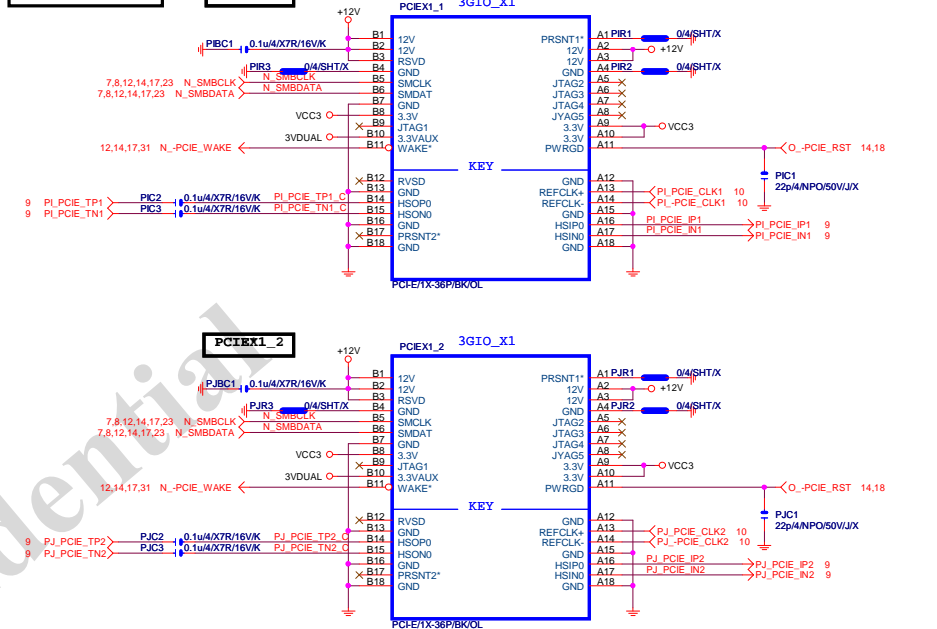 PCIEX1_1 3GIO_X1
+12V
PIBC1 0.1u/4/X7R/16V/K
PIR3 0/4/SHT/X
7,8,12,14,17,23 N_SMBCLK N_SMBCLK
7,8,12,14,17,23 N_SMBDATA N_SMBDATA
VCC3
3VDUAL
12,14,17,31 N_-PCIE_WAKE
9 PI_PCIE_TP1 PIC2 0.1u/4/X7R/16V/K PI_PCIE_TP1_C
9 PI_PCIE_TN1 PIC3 0.1u/4/X7R/16V/K PI_PCIE_TN1_C
B1 12V PRSNT1* A1 PIR1 0/4/SHT/X
B2 12V 12V A2 +12V
B3 RSVD 12V A3
B4 GND GND A4 PIR2 0/4/SHT/X
B5 SMCLK JTAG2 A5
B6 SMDAT JTAG3 A6
B7 GND JTAG4 A7
B8 3.3V JYAG5 A8
B9 JTAG1 3.3V A9 VCC3
B10 3.3VAUX 3.3V A10
B11 WAKE* PWRGD A11 O_-PCIE_RST 14,18
KEY
PIC1
22p/4/NPO/50V/J/X
B12 RVSD GND A12
B13 GND REFCLK+ A13 PI_PCIE_CLK1 10
B14 HSOP0 REFCLK- A14 PI_-PCIE_CLK1 10
B15 HSON0 GND A15
B16 GND HSIP0 A16 PI_PCIE_IP1 PI_PCIE_IP1 9
B17 PRSNT2* HSIN0 A17 PI_PCIE_IN1 PI_PCIE_IN1 9
B18 GND GND A18
PCI-E/1X-36P/BK/OL
PCIEX1_2
PCIEX1_2 3GIO_X1
+12V
PJBC1 0.1u/4/X7R/16V/K
PJR3 0/4/SHT/X
7,8,12,14,17,23 N_SMBCLK N_SMBCLK
7,8,12,14,17,23 N_SMBDATA N_SMBDATA
VCC3
3VDUAL
12,14,17,31 N_-PCIE_WAKE
9 PJ_PCIE_TP2 PJC2 0.1u/4/X7R/16V/K PJ_PCIE_TP2_C
9 PJ_PCIE_TN2 PJC3 0.1u/4/X7R/16V/K PJ_PCIE_TN2_C
B1 12V PRSNT1* A1 PJR1 0/4/SHT/X
B2 12V 12V A2 +12V
B3 RSVD 12V A3
B4 GND GND A4 PJR2 0/4/SHT/X
B5 SMCLK JTAG2 A5
B6 SMDAT JTAG3 A6
B7 GND JTAG4 A7
B8 3.3V JYAG5 A8
B9 JTAG1 3.3V A9 VCC3
B10 3.3VAUX 3.3V A10
B11 WAKE* PWRGD A11 O_-PCIE_RST 14,18
KEY
PJC1
22p/4/NPO/50V/J/X
B12 RVSD GND A12
B13 GND REFCLK+ A13 PJ_PCIE_CLK2 10
B14 HSOP0 REFCLK- A14 PJ_-PCIE_CLK2 10
B15 HSON0 GND A15
B16 GND HSIP0 A16 PJ_PCIE_IP2 PJ_PCIE_IP2 9
B17 PRSNT2* HSIN0 A17 PJ_PCIE_IN2 PJ_PCIE_IN2 9
B18 GND GND A18
PCI-E/1X-36P/BK/OL
dential